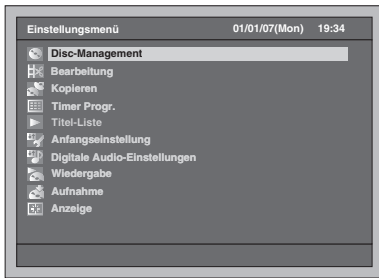 Einstellungsmenü 01/01/07(Mon) 19:34
Disc-Management
Bearbeitung
Kopieren
Timer Progr.
Titel-Liste
Anfangseinstellung
Digitale Audio-Einstellungen
Wiedergabe
Aufnahme
Anzeige